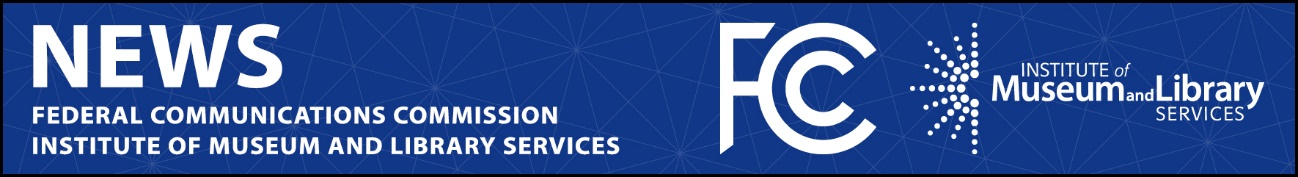 NEWS
FEDERAL COMMUNICATIONS COMMISSION
INSTITUTE OF MUSEUM AND LIBRARY SERVICES
FCC
INSTITUTE of
Museum and Library
SERVICES